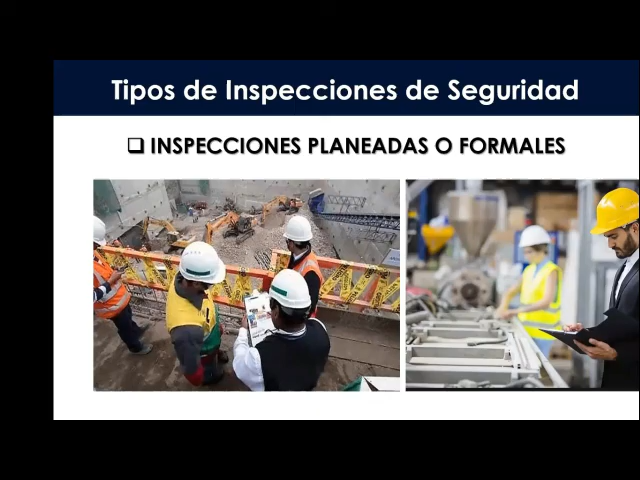 Tipos de Inspecciones de Seguridad
INSPECCIONES PLANEADAS O FORMALES